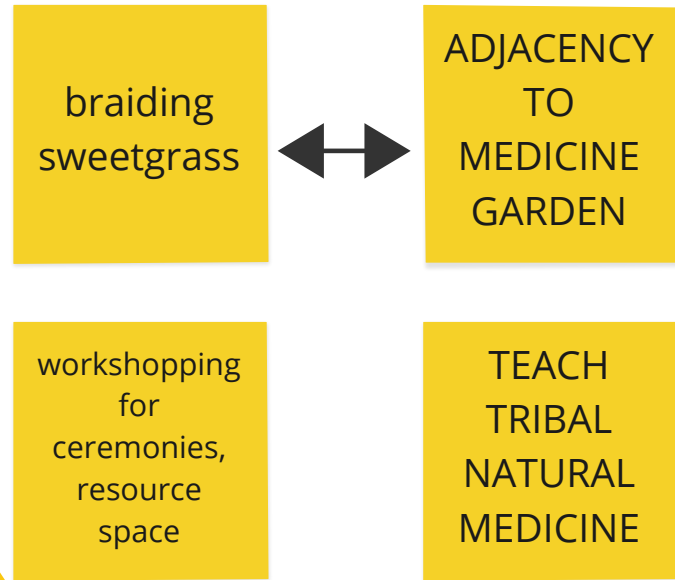 braiding
sweetgrass
ADJACENCY
TO
MEDICINE
GARDEN
workshopping
for
ceremonies,
resource
space
TEACH
TRIBAL
NATURAL
MEDICINE